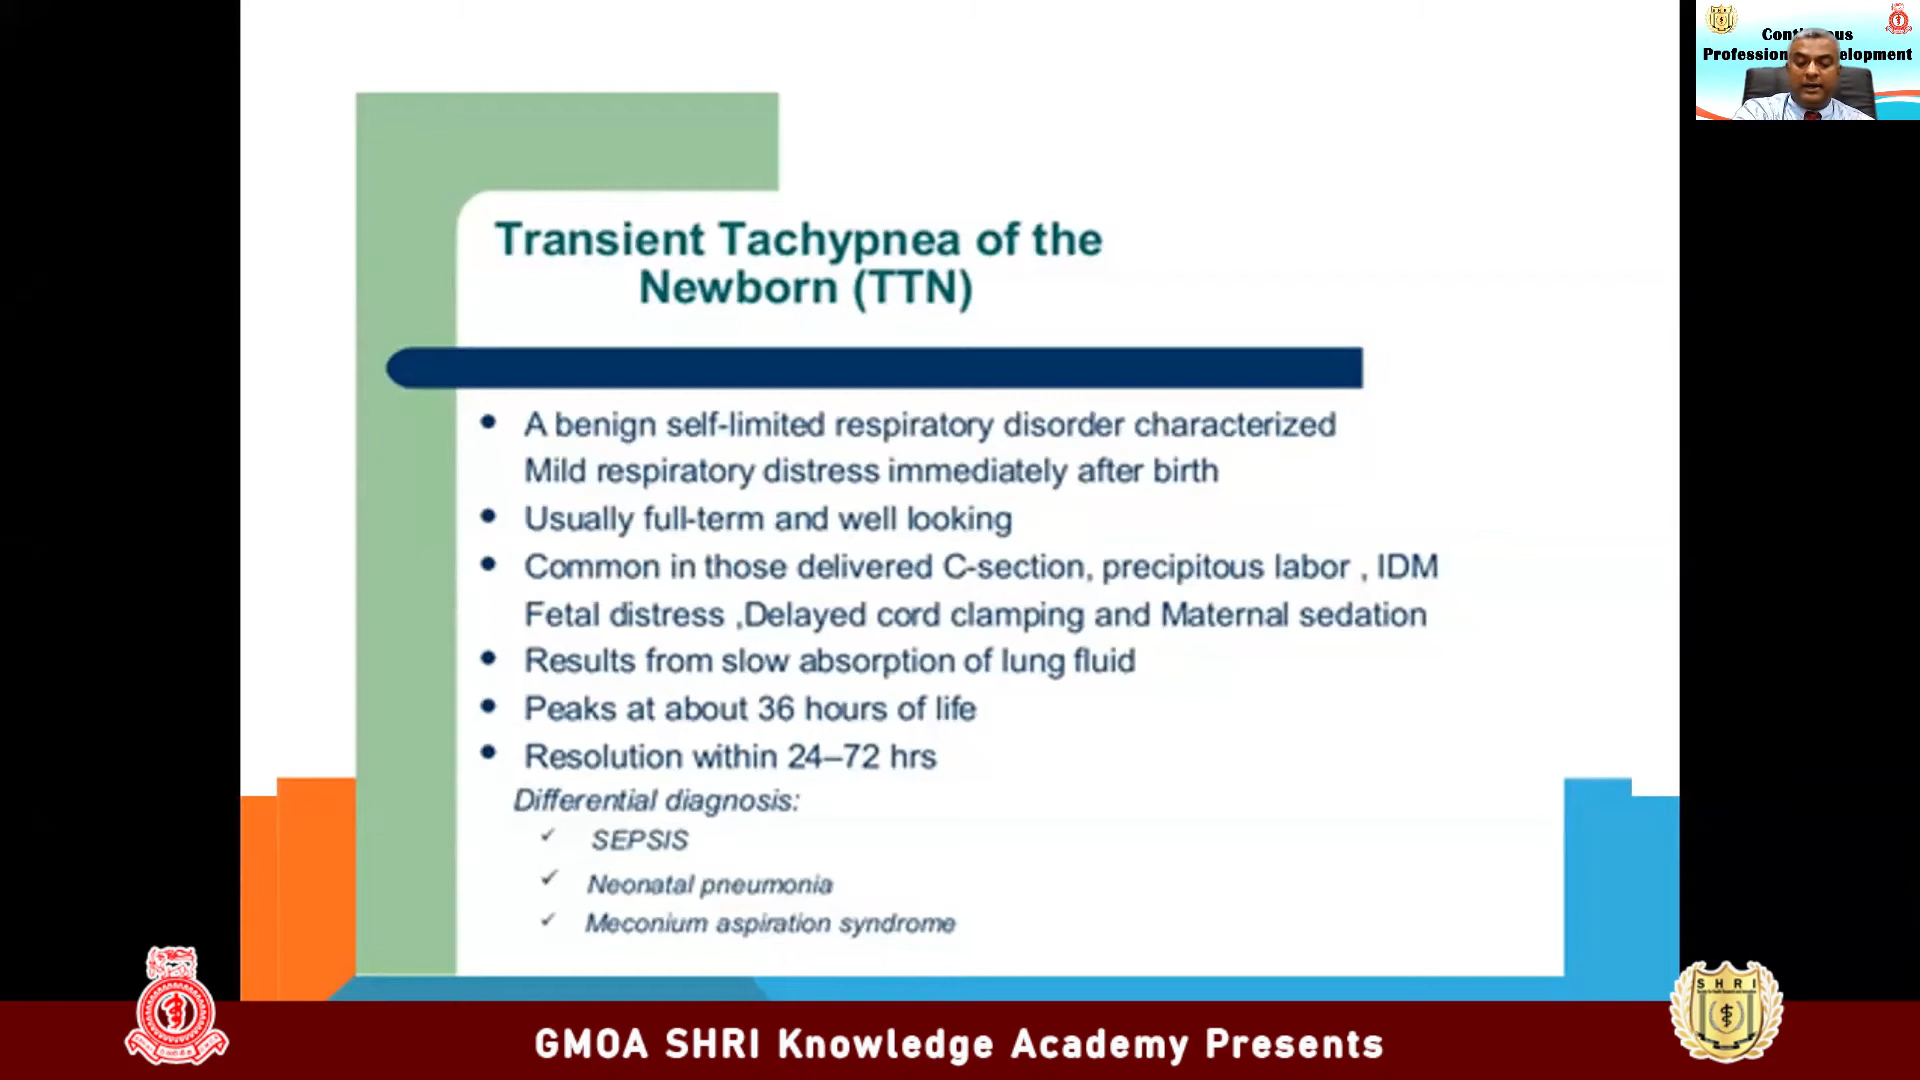 Transient Tachypnea of the
Newborn (TTN)
• A benign self-limited respiratory disorder characterized
Mild respiratory distress immediately after birth
• Usually full-term and well looking
• Common in those delivered C-section, precipitous labor , IDM
Fetal distress ,Delayed cord clamping and Maternal sedation
• Results from slow absorption of lung fluid
• Peaks at about 36 hours of life
• Resolution within 24–72 hrs
Differential diagnosis:
✓ SEPSIS
✓ Neonatal pneumonia
✓ Meconium aspiration syndrome
GMOA SHRI Knowledge Academy Presents
SHRI